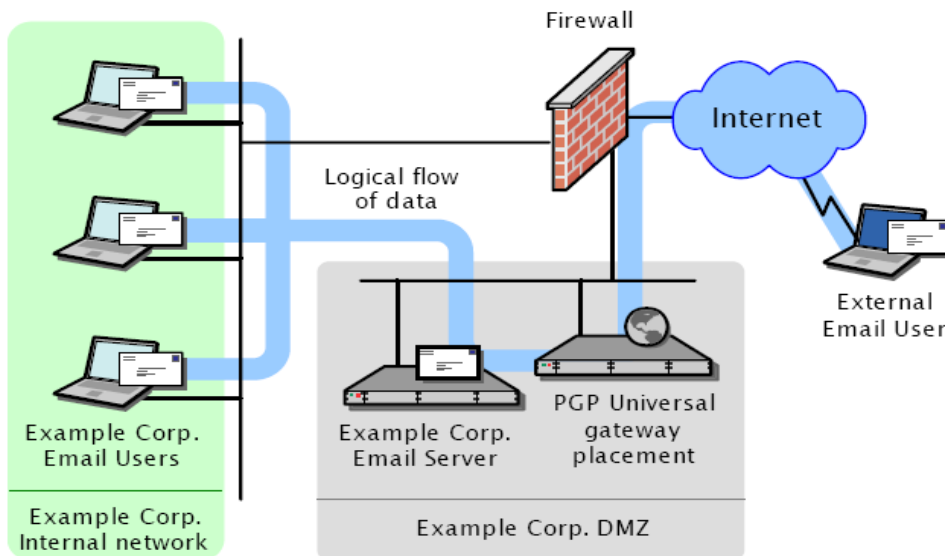 Firewall
Internet
Logical flow
of data
External
Email User
Example Corp.
Email Users
Example Corp.
Email Server
PGP Universal
gateway
placement
Example Corp.
Internal network
Example Corp. DMZ